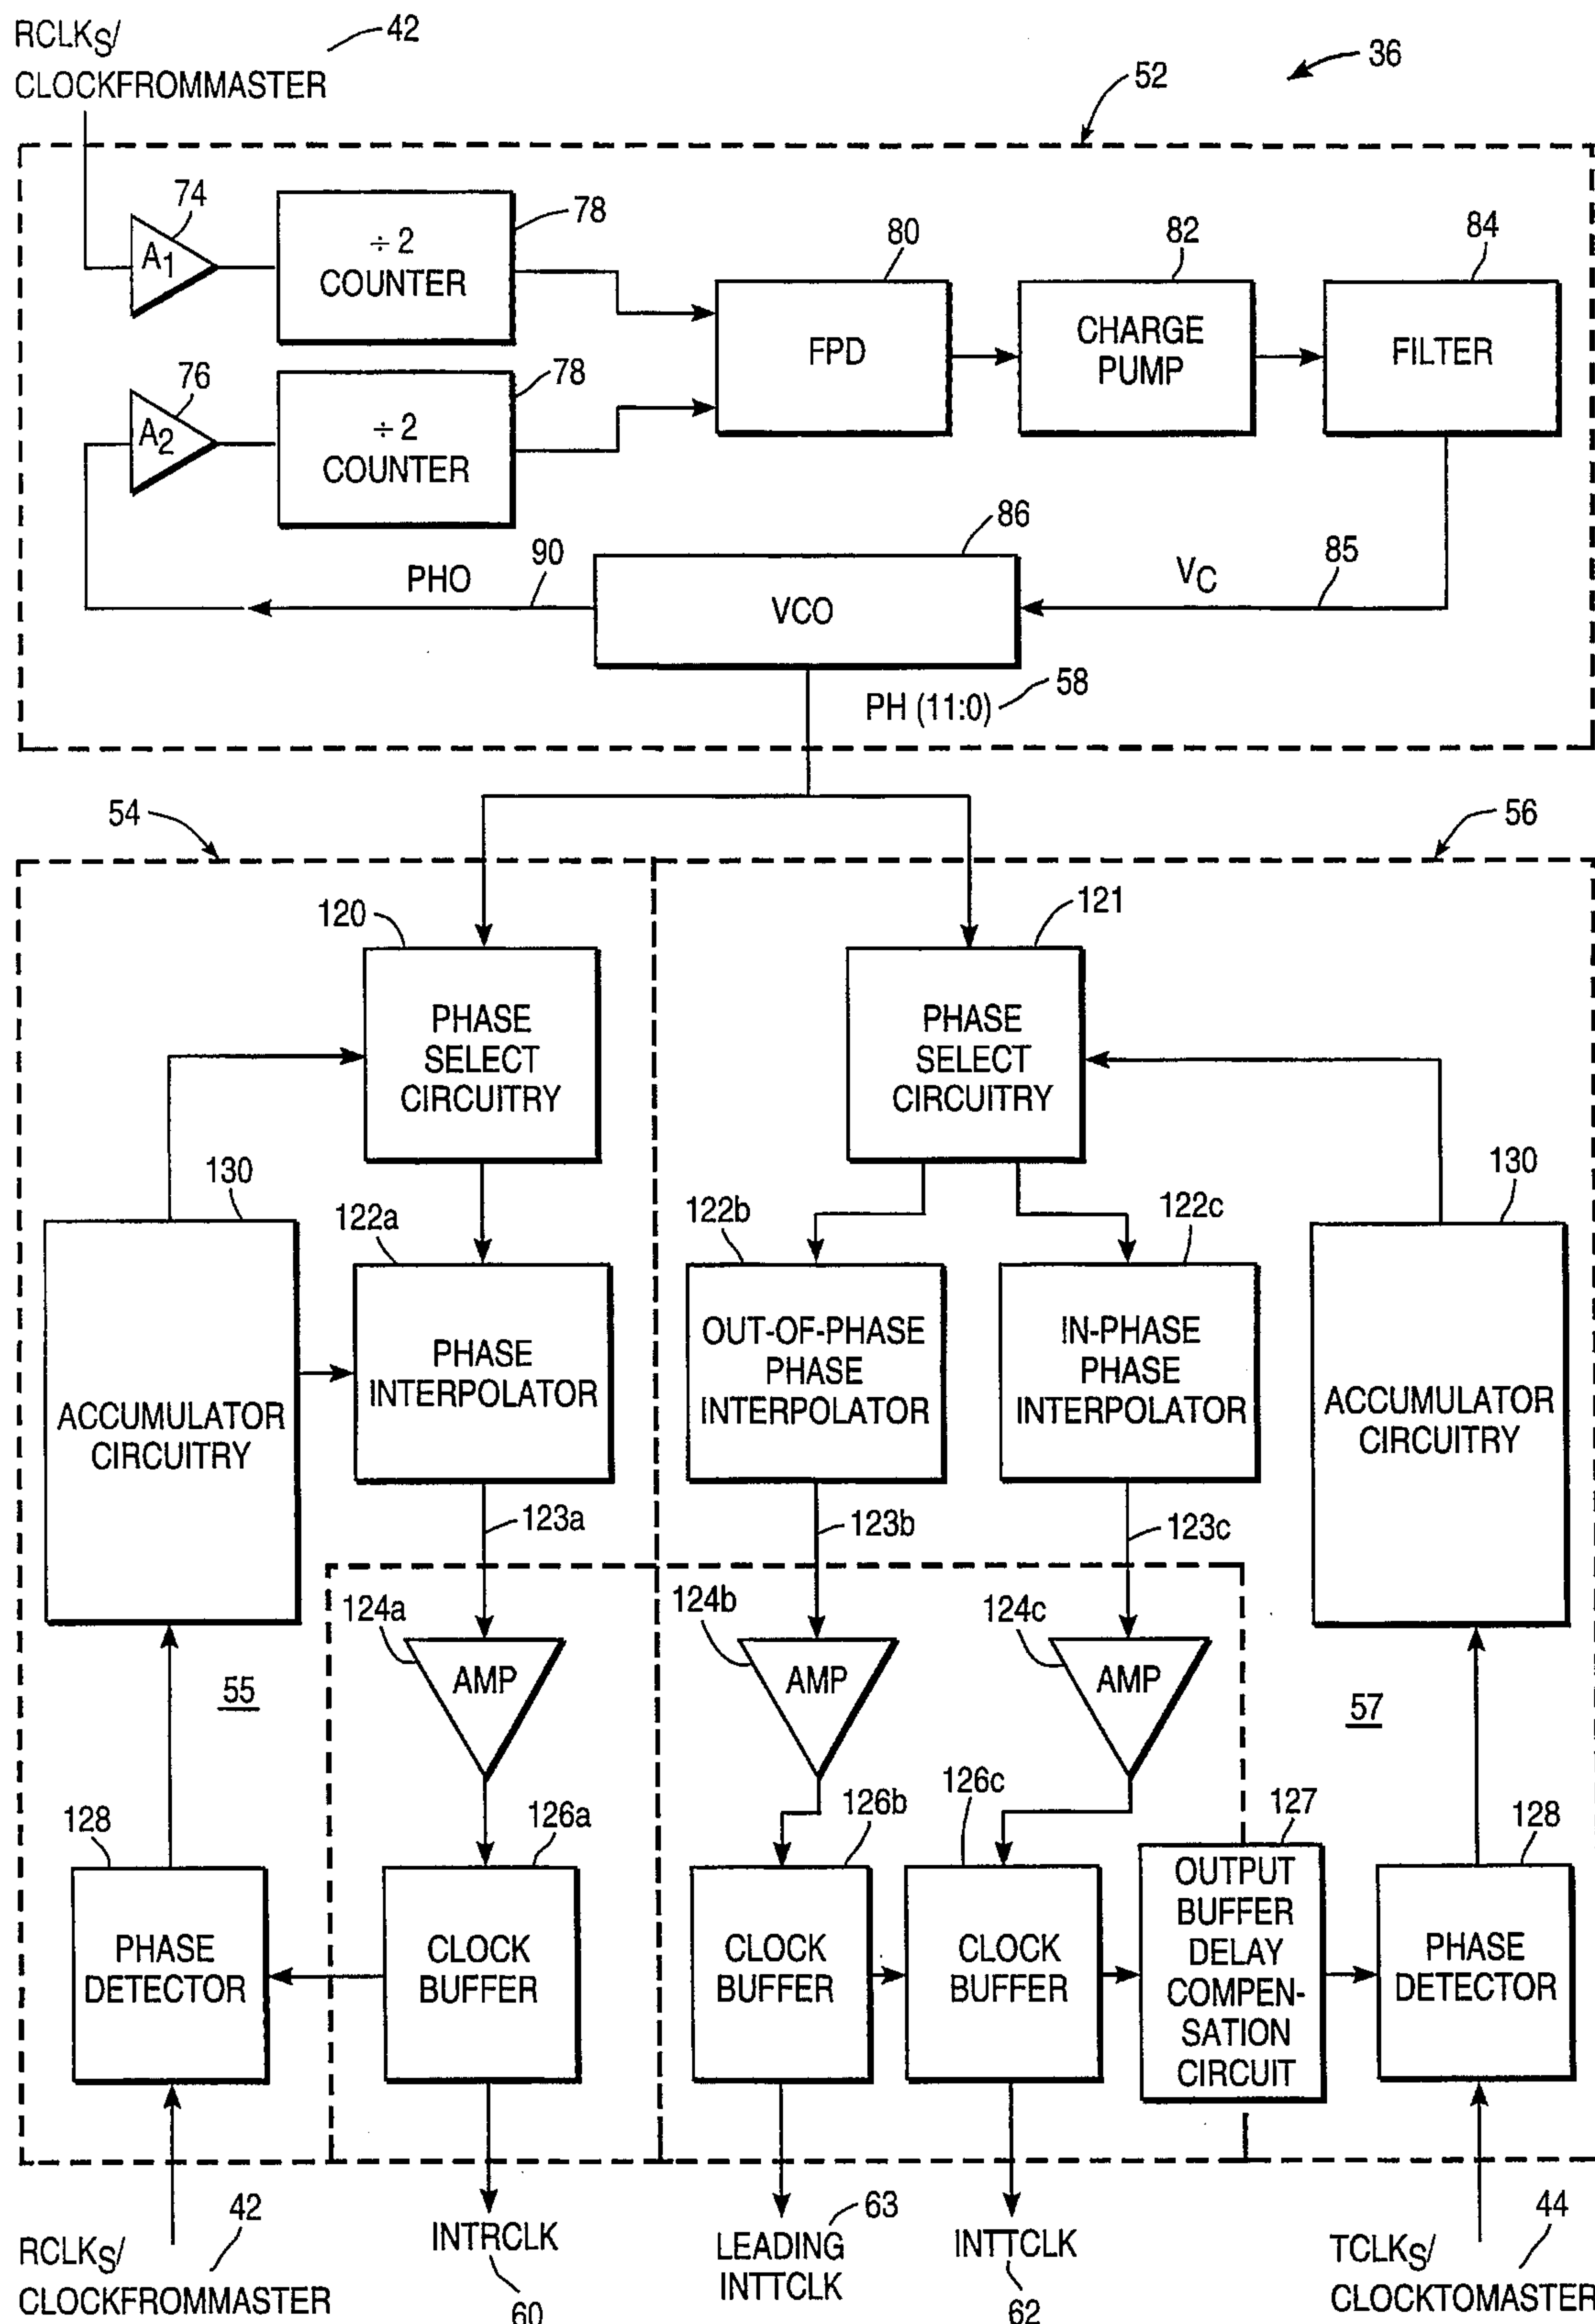 RCLKS/
CLOCKFROMMASTER
42
36
52
74
A1
÷ 2
COUNTER
78
80
FPD
82
CHARGE
PUMP
84
FILTER
76
A2
÷ 2
COUNTER
78
86
VCO
PHO
90
VC
85
PH (11:0)
58
54
56
120
PHASE
SELECT
CIRCUITRY
121
PHASE
SELECT
CIRCUITRY
130
ACCUMULATOR
CIRCUITRY
122a
PHASE
INTERPOLATOR
122b
OUT-OF-PHASE
PHASE
INTERPOLATOR
122c
IN-PHASE
PHASE
INTERPOLATOR
130
ACCUMULATOR
CIRCUITRY
123a
123b
123c
124a
AMP
124b
AMP
124c
AMP
55
57
128
PHASE
DETECTOR
126a
CLOCK
BUFFER
126b
CLOCK
BUFFER
126c
CLOCK
BUFFER
127
OUTPUT
BUFFER
DELAY
COMPEN-
SATION
CIRCUIT
128
PHASE
DETECTOR
RCLKS/
CLOCKFROMMASTER
42
INTRCLK
60
LEADING
INTTCLK
63
INTTCLK
62
TCLKS/
CLOCKTOMASTER
44